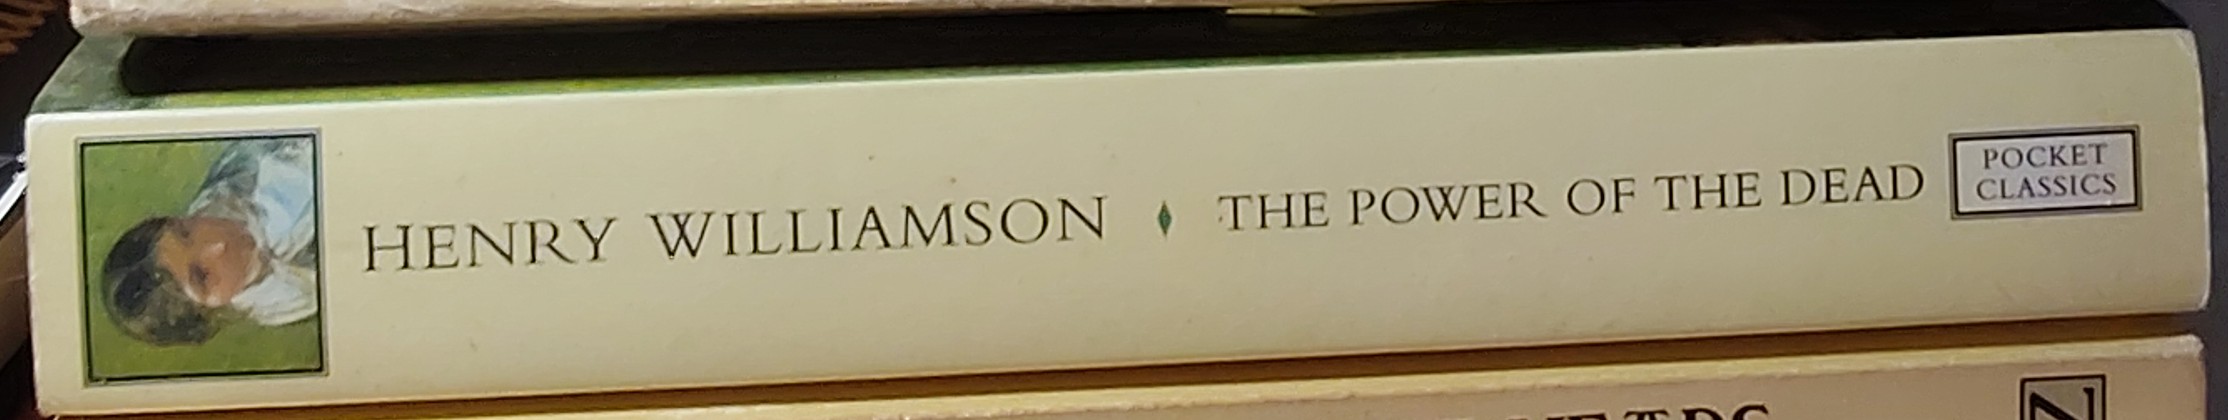 HENRY WILLIAMSON ♦ THE POWER OF THE DEAD
POCKET
CLASSICS